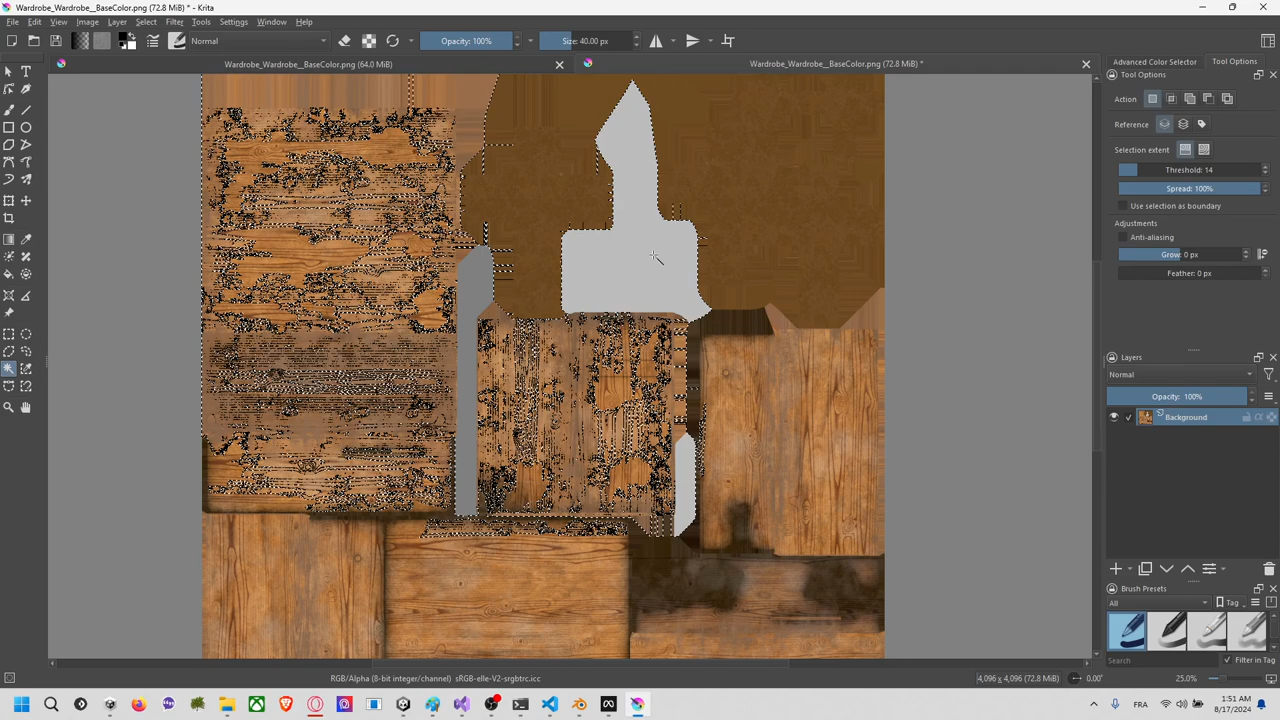 Wardrobe_Wardrobe__BaseColor.png (72.8 MiB) * - Krita
File Edit View Image Layer Select Filter Tools Settings Window Help
Normal
Opacity: 100%
Size: 40.00 px
Wardrobe_Wardrobe__BaseColor.png (64.0 MiB)
Wardrobe_Wardrobe__BaseColor.png (72.8 MiB) *
Advanced Color Selector
Tool Options
Tool Options
Action
Reference
Selection extent
Threshold: 14
Spread: 100%
Use selection as boundary
Adjustments
Anti-aliasing
Grow: 0 px
Feather: 0 px
Layers
Normal
Opacity: 100%
Background
Brush Presets
All
Tag
Search
Filter in Tag
RGB/Alpha (8-bit integer/channel) sRGB-elle-V2-srgbtrc.icc
4,096 x 4,096 (72.8 MiB)
0.00°
25.0%
FR
1:51 AM
8/17/2024